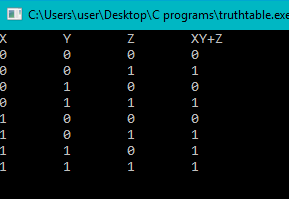 C:\Users\user\Desktop\C programs\truthtable.exe
X Y Z XY+Z
0 0 0 0
0 0 1 1
0 1 0 0
0 1 1 1
1 0 0 0
1 0 1 1
1 1 0 1
1 1 1 1